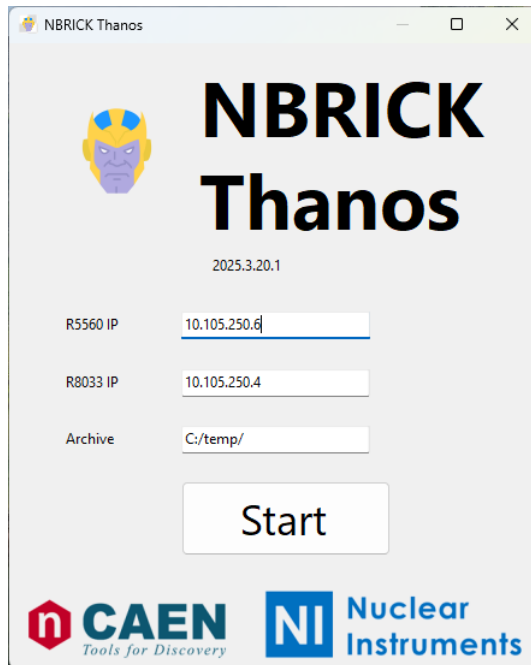 NBRICK Thanos
NBRICK
Thanos
2025.3.20.1
R5560 IP
10.105.250.6
R8033 IP
10.105.250.4
Archive
C:/temp/
Start
n CAEN
Tools for Discovery
NI Nuclear
Instruments